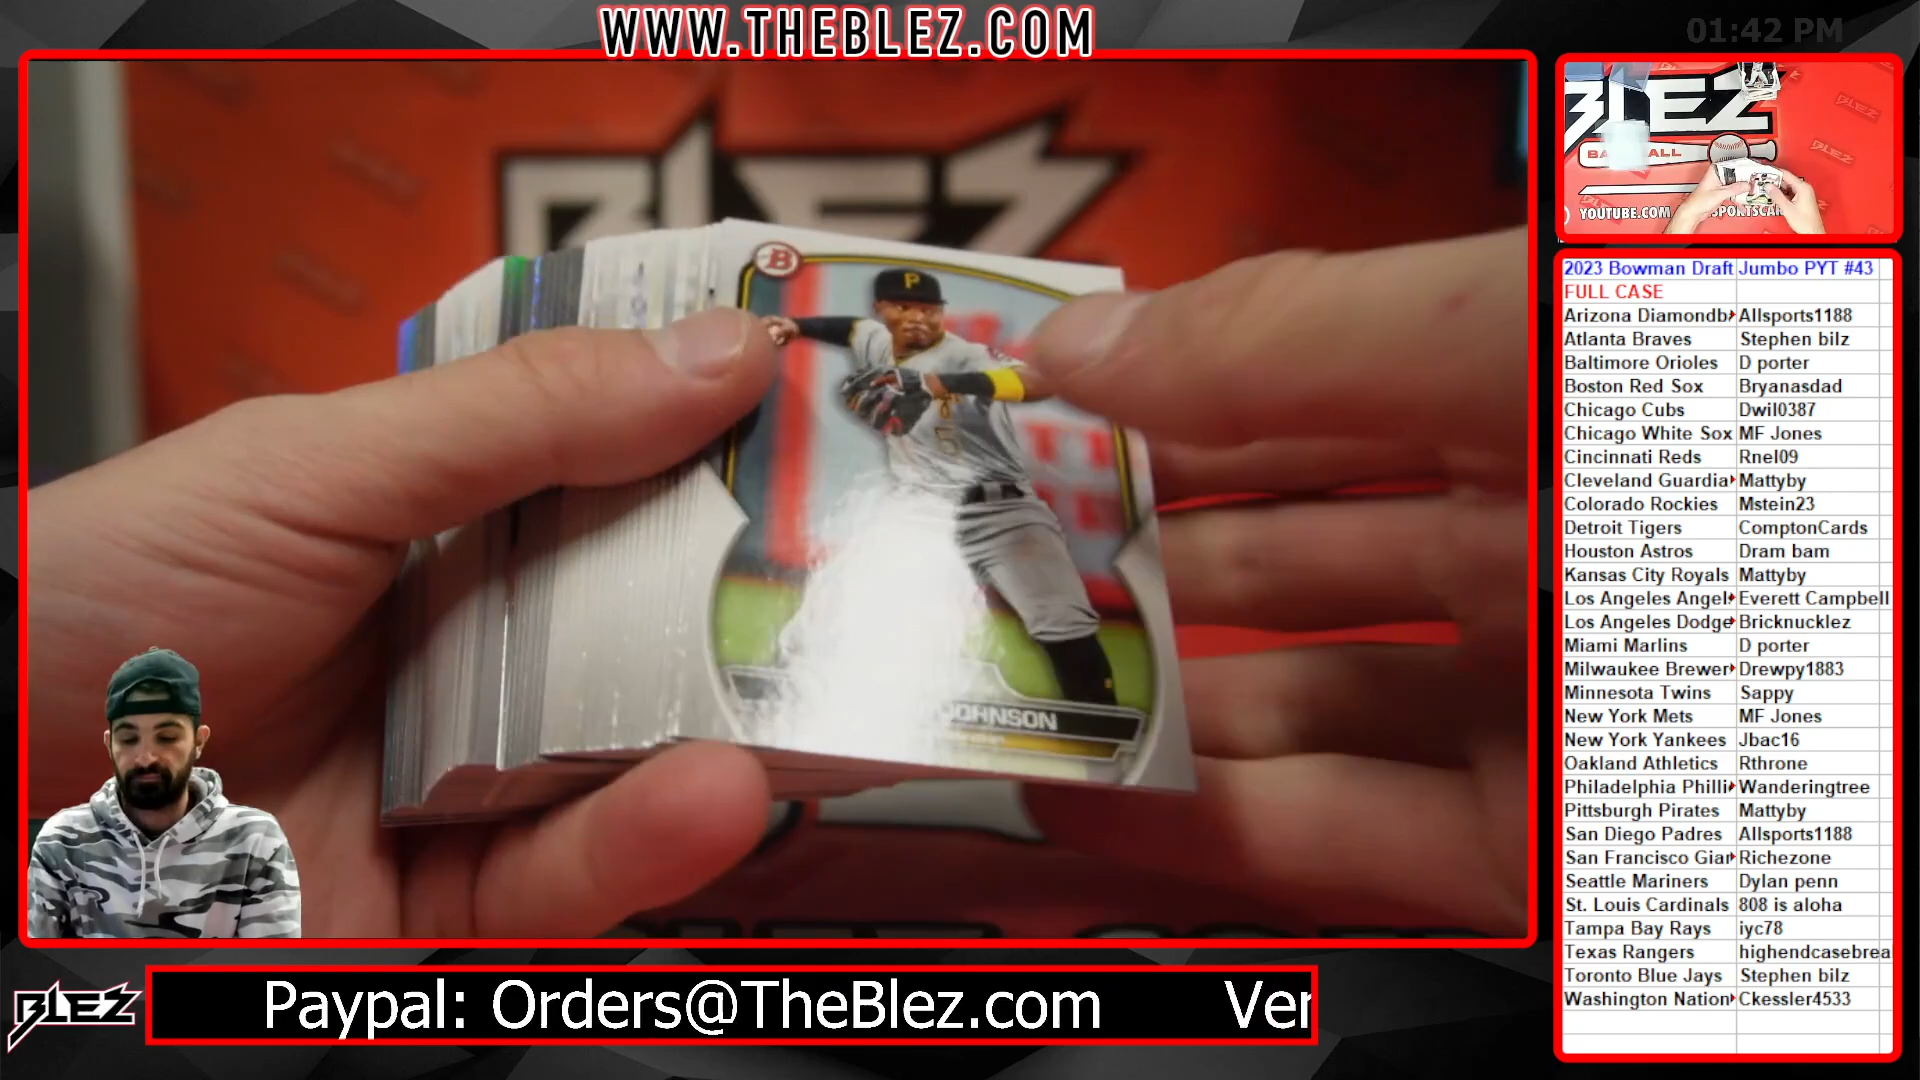 WWW.THEBLEZ.COM
01:42 PM
BLEZ
B
P
JOHNSON
BLEZ
YOUTUBE.COM
BLEZ
2023 Bowman Draft Jumbo PYT #43
FULL CASE
Arizona Diamondb Allsports1188
Atlanta Braves Stephen bilz
Baltimore Orioles D porter
Boston Red Sox Bryanasdad
Chicago Cubs Dwil0387
Chicago White Sox MF Jones
Cincinnati Reds Rnel09
Cleveland Guardia Mattyby
Colorado Rockies Mstein23
Detroit Tigers ComptonCards
Houston Astros Dram bam
Kansas City Royals Mattyby
Los Angeles Angel Everett Campbell
Los Angeles Dodge Bricknucklez
Miami Marlins D porter
Milwaukee Brewer Drewpy1883
Minnesota Twins Sappy
New York Mets MF Jones
New York Yankees Jbac16
Oakland Athletics Rthrone
Philadelphia Philli Wanderingtree
Pittsburgh Pirates Mattyby
San Diego Padres Allsports1188
San Francisco Gian Richezone
Seattle Mariners Dylan penn
St. Louis Cardinals 808 is aloha
Tampa Bay Rays iyc78
Texas Rangers highendcasebrea
Toronto Blue Jays Stephen bilz
Washington Nation Ckessler4533
BLEZ
Paypal: Orders@TheBlez.com Ver